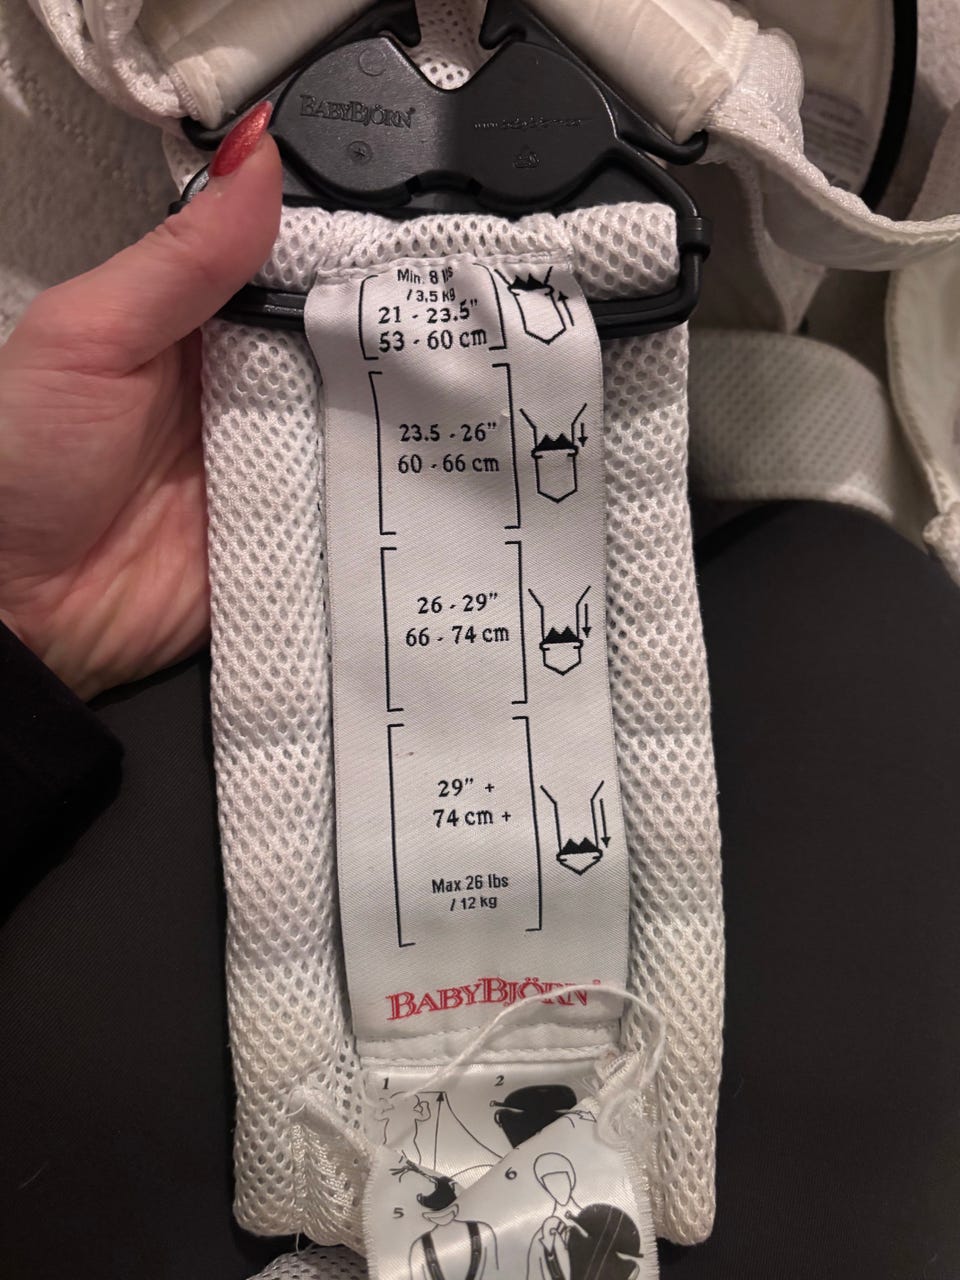 BABYBJÖRN
Min. 8 lbs
/ 3,5 kg
21 - 23.5"
53 - 60 cm
23.5 - 26"
60 - 66 cm
26 - 29"
66 - 74 cm
29" +
74 cm +
Max 26 lbs
/ 12 kg
BABYBJÖRN®
1
2
5
6